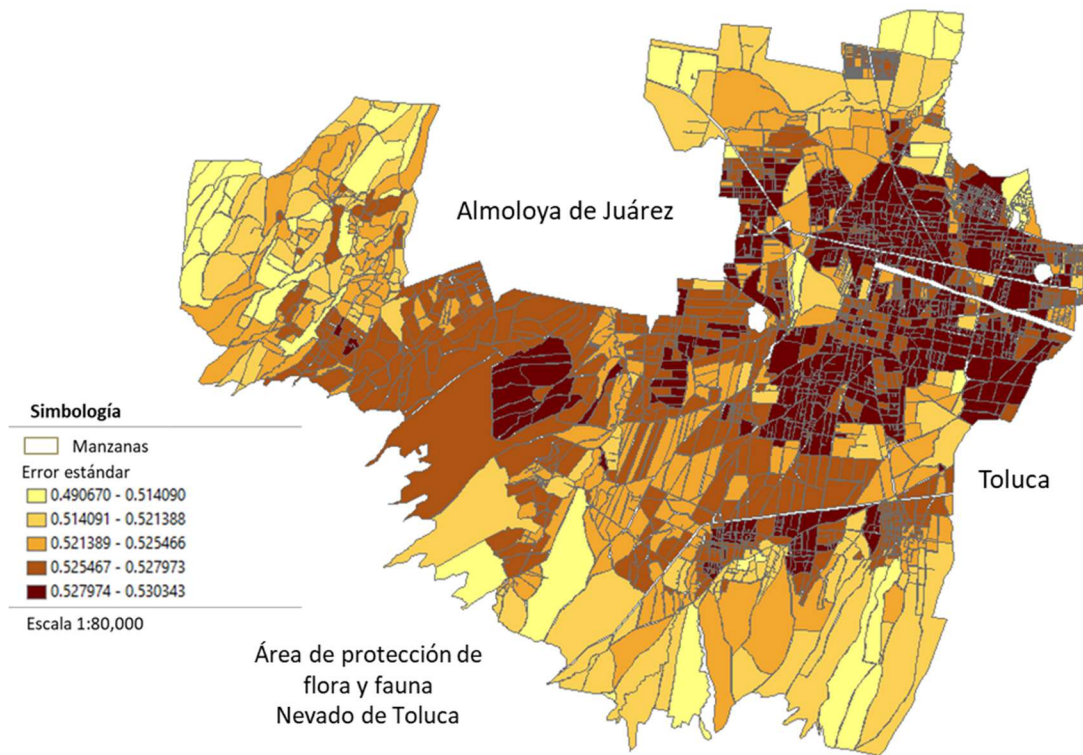 Almoloya de Juárez
Toluca
Simbología
Manzanas
Error estándar
0.490670 - 0.514090
0.514091 - 0.521388
0.521389 - 0.525466
0.525467 - 0.527973
0.527974 - 0.530343
Escala 1:80,000
Área de protección de
flora y fauna
Nevado de Toluca